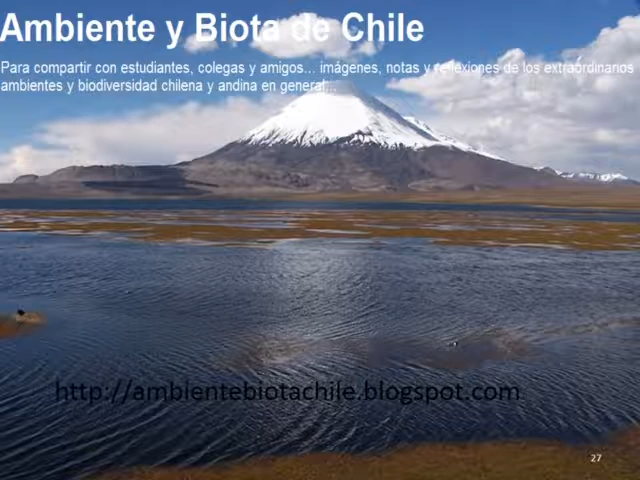 Ambiente y Biota de Chile
Para compartir con estudiantes, colegas y amigos... imágenes, notas y reflexiones de los extraordinarios
ambientes y biodiversidad chilena y andina en general...
http://ambientebiotachile.blogspot.com
27